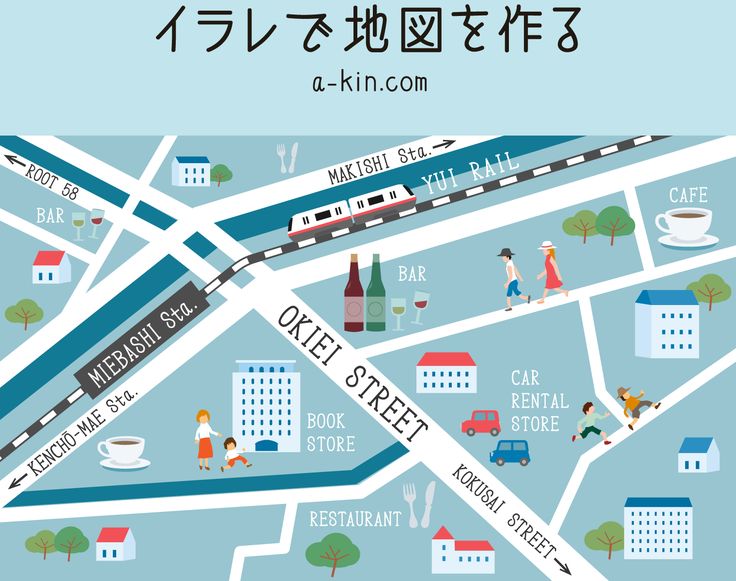 イラレで地図を作る
a-kin.com
ROOT 58
MAKISHI Sta.
YUI RAIL
CAFE
BAR
BAR
MIEBASHI Sta.
OKIEI STREET
KENCHŌ-MAE Sta.
BOOK
STORE
CAR
RENTAL
STORE
KOKUSAI STREET
RESTAURANT